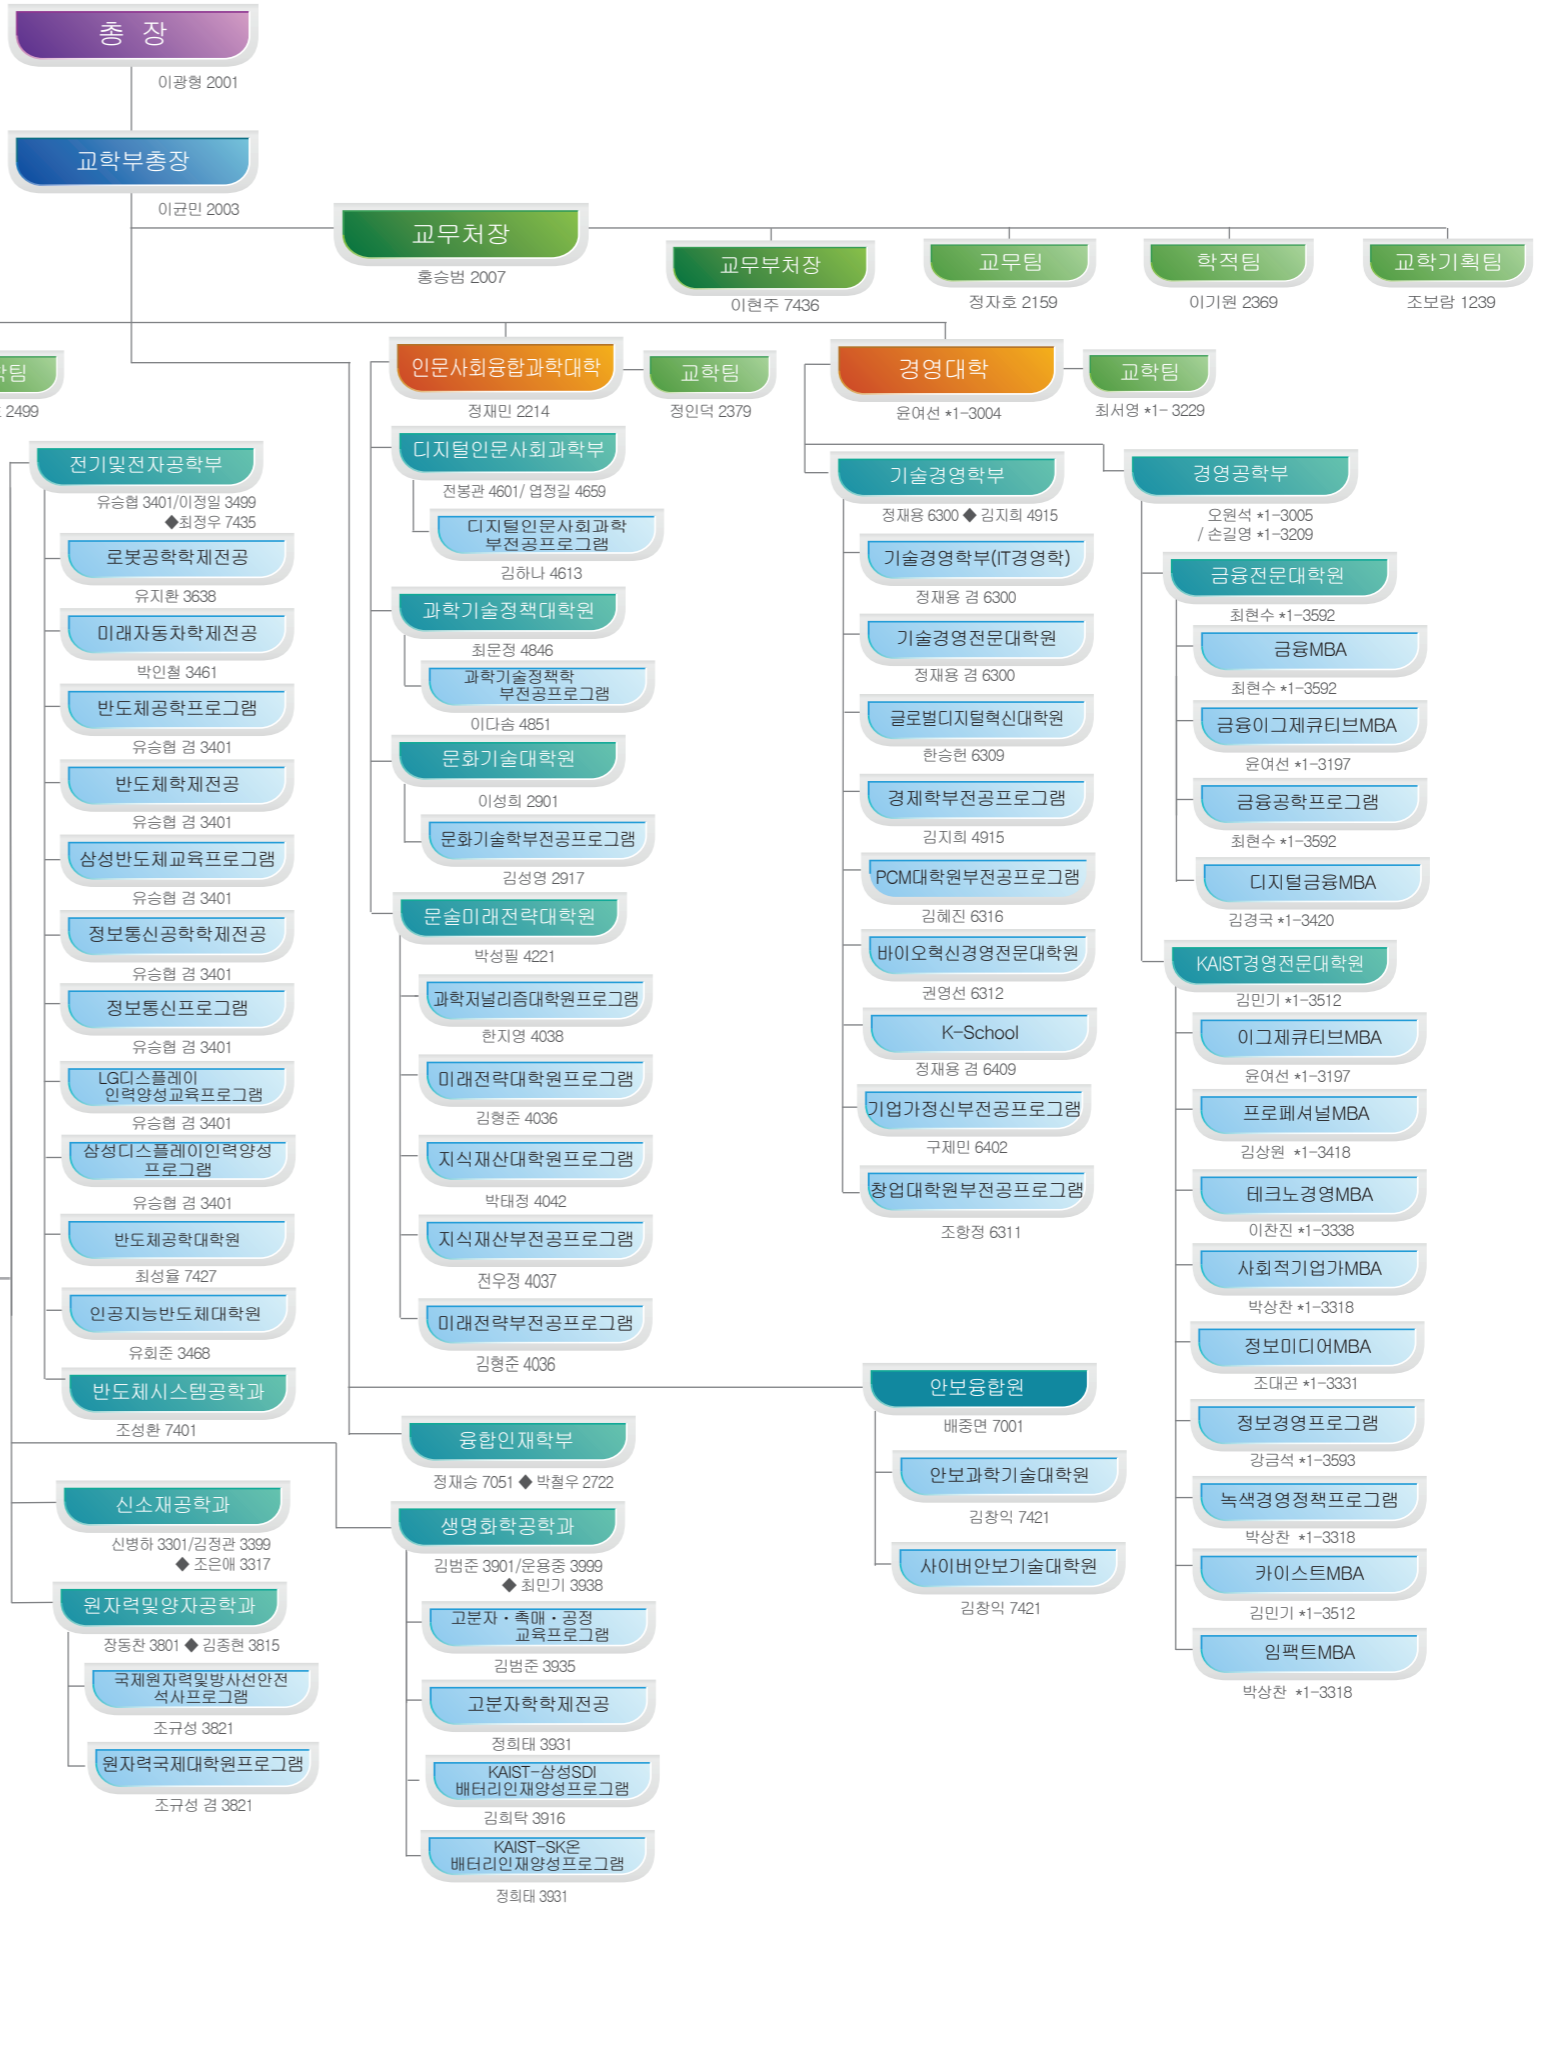 총 장
이광형 2001
교학부총장
이균민 2003
교무처장
홍승범 2007
교무부처장
이현주 7436
교무팀
정자호 2159
학적팀
이기원 2369
교학기획팀
조보람 1239
학팀
2499
전기및전자공학부
유승협 3401/이정일 3499
◆최정우 7435
로봇공학학제전공
유지환 3638
미래자동차학제전공
박인철 3461
반도체공학프로그램
유승협 겸 3401
반도체학제전공
유승협 겸 3401
삼성반도체교육프로그램
유승협 겸 3401
정보통신공학학제전공
유승협 겸 3401
정보통신프로그램
유승협 겸 3401
LG디스플레이
인력양성교육프로그램
유승협 겸 3401
삼성디스플레이인력양성
프로그램
유승협 겸 3401
반도체공학대학원
최성율 7427
인공지능반도체대학원
유회준 3468
반도체시스템공학과
조성환 7401
신소재공학과
신병하 3301/김정관 3399
◆ 조은애 3317
원자력및양자공학과
장동찬 3801 ◆ 김종현 3815
국제원자력및방사선안전
석사프로그램
조규성 3821
원자력국제대학원프로그램
조규성 겸 3821
인문사회융합과학대학
정재민 2214
교학팀
정인덕 2379
디지털인문사회과학부
전봉관 4601/ 엽정길 4659
디지털인문사회과학
부전공프로그램
김하나 4613
과학기술정책대학원
최문정 4846
과학기술정책학
부전공프로그램
이다솜 4851
문화기술대학원
이성희 2901
문화기술학부전공프로그램
김성영 2917
문술미래전략대학원
박성필 4221
과학저널리즘대학원프로그램
한지영 4038
미래전략대학원프로그램
김형준 4036
지식재산대학원프로그램
박태정 4042
지식재산부전공프로그램
전우정 4037
미래전략부전공프로그램
김형준 4036
융합인재학부
정재승 7051 ◆ 박철우 2722
생명화학공학과
김범준 3901/운용중 3999
◆ 최민기 3938
고분자・촉매・공정
교육프로그램
김범준 3935
고분자학학제전공
정희태 3931
KAIST-삼성SDI
배터리인재양성프로그램
김희탁 3916
KAIST-SK온
배터리인재양성프로그램
정희태 3931
경영대학
윤여선 *1-3004
교학팀
최서영 *1- 3229
기술경영학부
정재용 6300 ◆ 김지희 4915
기술경영학부(IT경영학)
정재용 겸 6300
기술경영전문대학원
정재용 겸 6300
글로벌디지털혁신대학원
한승헌 6309
경제학부전공프로그램
김지희 4915
PCM대학원부전공프로그램
김혜진 6316
바이오혁신경영전문대학원
권영선 6312
K-School
정재용 겸 6409
기업가정신부전공프로그램
구제민 6402
창업대학원부전공프로그램
조항정 6311
안보융합원
배중면 7001
안보과학기술대학원
김창익 7421
사이버안보기술대학원
김창익 7421
경영공학부
오원석 *1-3005
/ 손길영 *1-3209
금융전문대학원
최현수 *1-3592
금융MBA
최현수 *1-3592
금융이그제큐티브MBA
윤여선 *1-3197
금융공학프로그램
최현수 *1-3592
디지털금융MBA
김경국 *1-3420
KAIST경영전문대학원
김민기 *1-3512
이그제큐티브MBA
윤여선 *1-3197
프로페셔널MBA
김상원 *1-3418
테크노경영MBA
이찬진 *1-3338
사회적기업가MBA
박상찬 *1-3318
정보미디어MBA
조대곤 *1-3331
정보경영프로그램
강금석 *1-3593
녹색경영정책프로그램
박상찬 *1-3318
카이스트MBA
김민기 *1-3512
임팩트MBA
박상찬 *1-3318